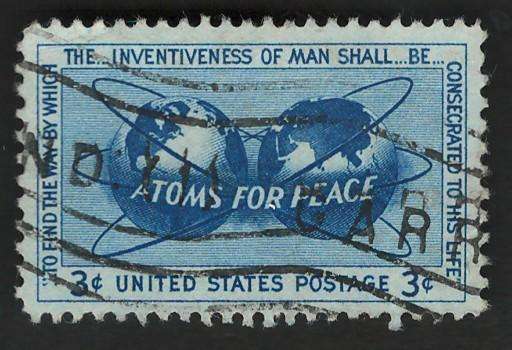 "TO FIND THE WAY BY WHICH
THE...INVENTIVENESS OF MAN SHALL...BE...
CONSECRATED TO HIS LIFE"
ATOMS FOR PEACE
3¢ UNITED STATES POSTAGE 3¢